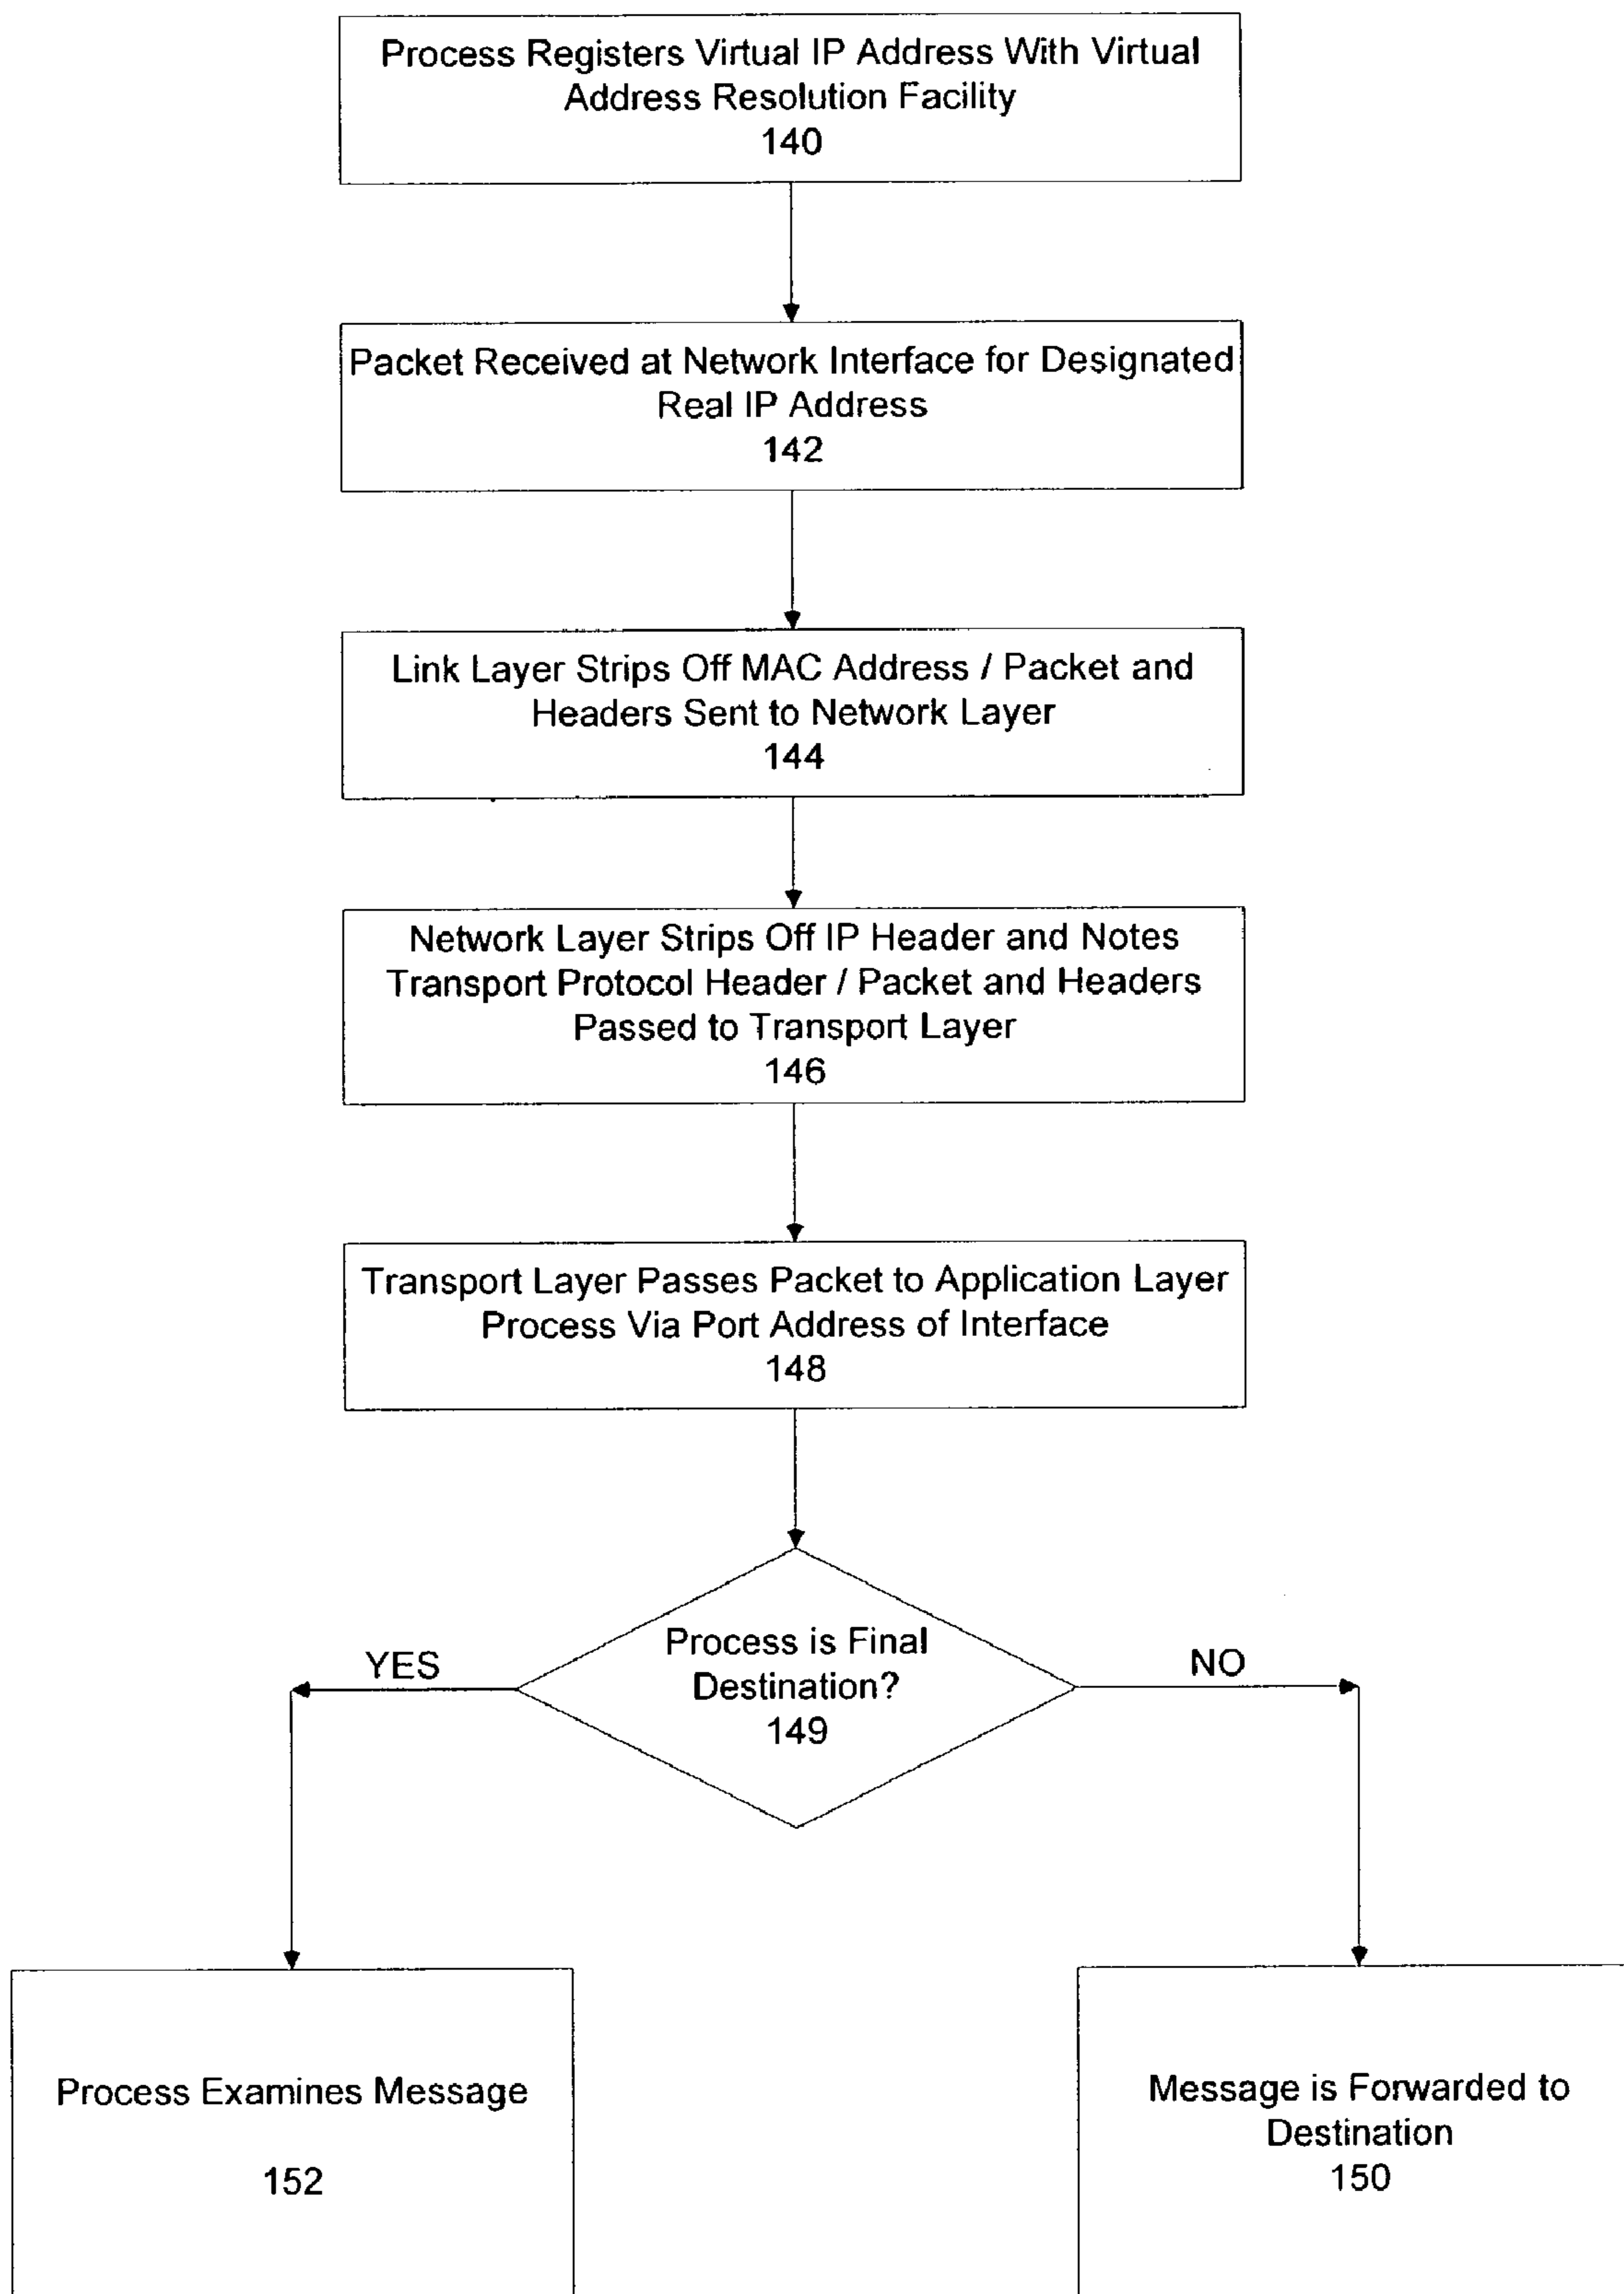 Process Registers Virtual IP Address With Virtual
Address Resolution Facility
140
Packet Received at Network Interface for Designated
Real IP Address
142
Link Layer Strips Off MAC Address / Packet and
Headers Sent to Network Layer
144
Network Layer Strips Off IP Header and Notes
Transport Protocol Header / Packet and Headers
Passed to Transport Layer
146
Transport Layer Passes Packet to Application Layer
Process Via Port Address of Interface
148
Process is Final
Destination?
149
YES
NO
Process Examines Message
152
Message is Forwarded to
Destination
150